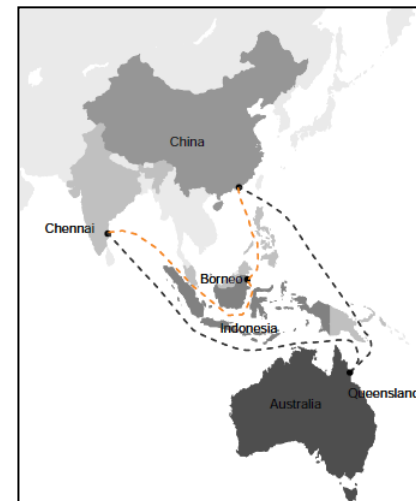 China
Chennai
Borneo
Indonesia
Queensland
Australia